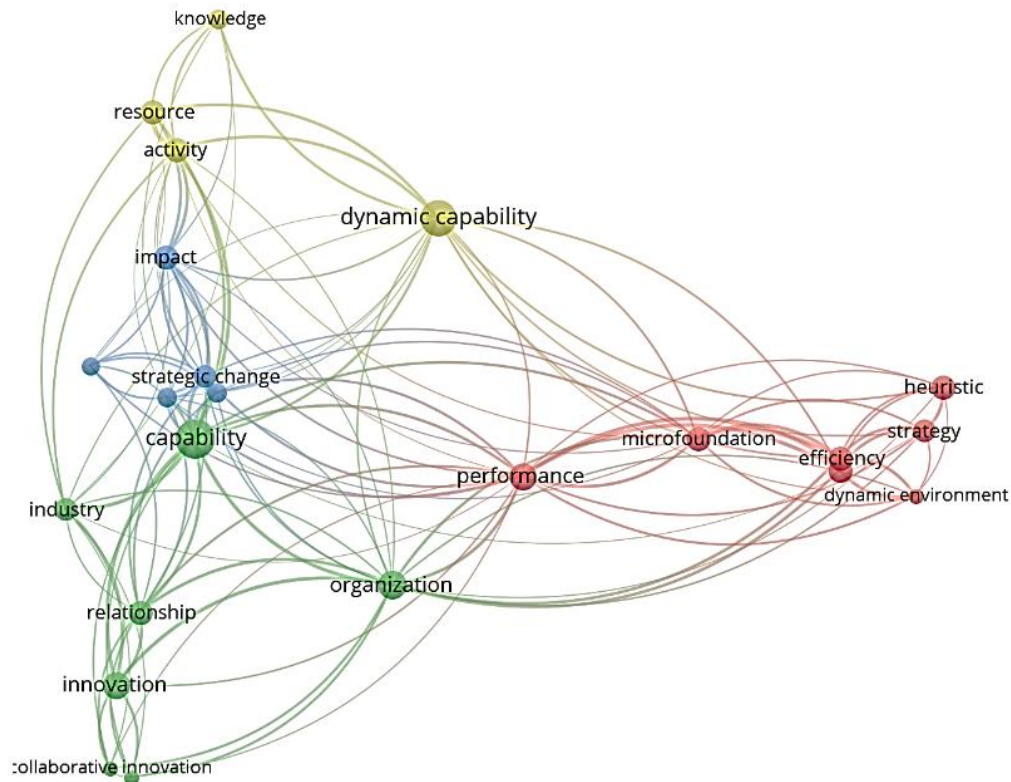 knowledge
resource
activity
dynamic capability
impact
strategic change
heuristic
capability
strategy
microfoundation
efficiency
performance
dynamic environment
industry
organization
relationship
innovation
collaborative innovation